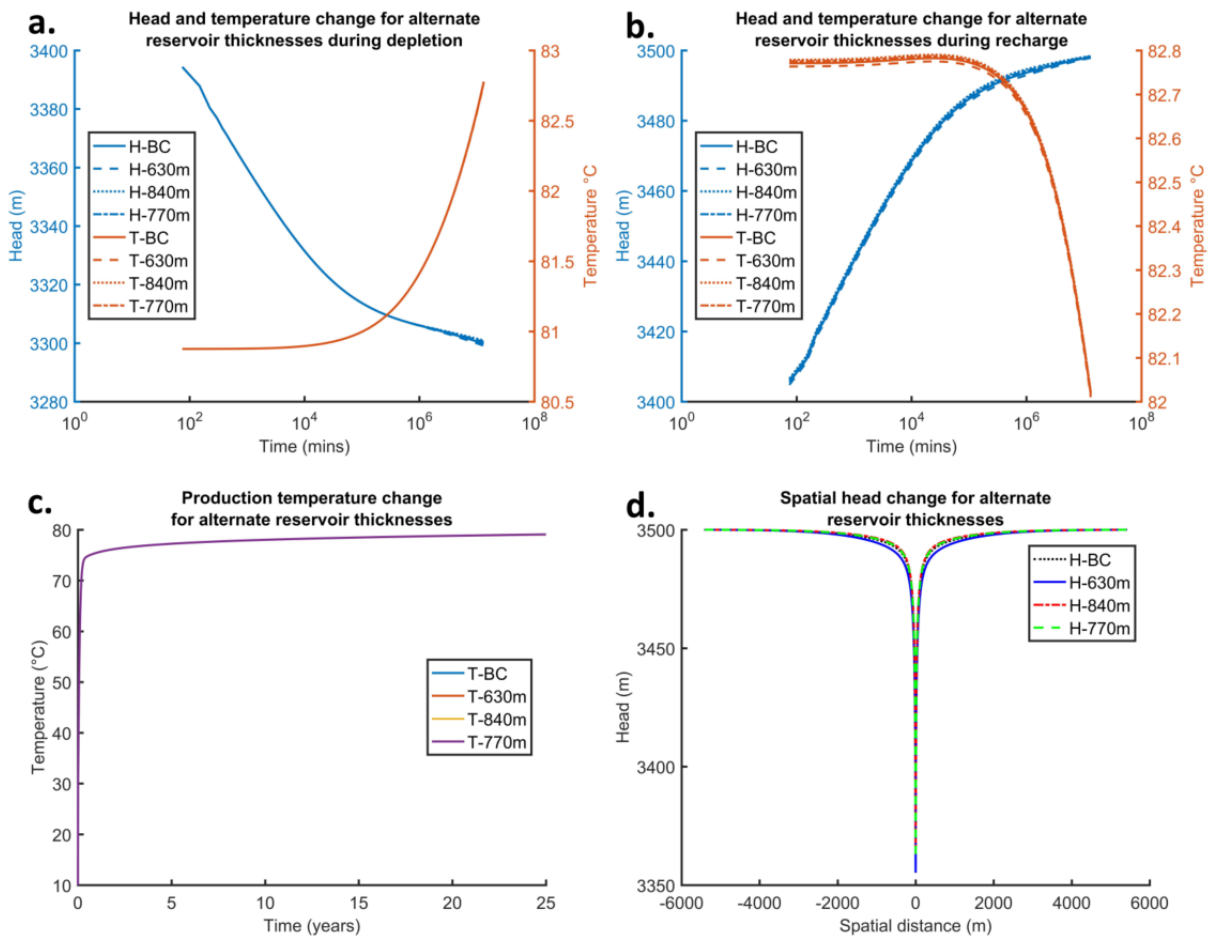 a.
Head and temperature change for alternate
reservoir thicknesses during depletion
3400
3380
3360
3340
3320
3300
3280
Head (m)
H-BC
H-630m
H-840m
H-770m
T-BC
T-630m
T-840m
T-770m
83
82.5
82
81.5
81
80.5
Temperature °C
10^0
10^2
10^4
10^6
10^8
Time (mins)
b.
Head and temperature change for alternate
reservoir thicknesses during recharge
3500
3480
3460
3440
3420
3400
Head (m)
H-BC
H-630m
H-840m
H-770m
T-BC
T-630m
T-840m
T-770m
82.8
82.7
82.6
82.5
82.4
82.3
82.2
82.1
82
Temperature °C
10^0
10^2
10^4
10^6
10^8
Time (mins)
c.
Production temperature change
for alternate reservoir thicknesses
80
70
60
50
40
30
20
10
Temperature (°C)
T-BC
T-630m
T-840m
T-770m
0
5
10
15
20
25
Time (years)
d.
Spatial head change for alternate
reservoir thicknesses
3500
3450
3400
3350
Head (m)
H-BC
H-630m
H-840m
H-770m
-6000
-4000
-2000
0
2000
4000
6000
Spatial distance (m)